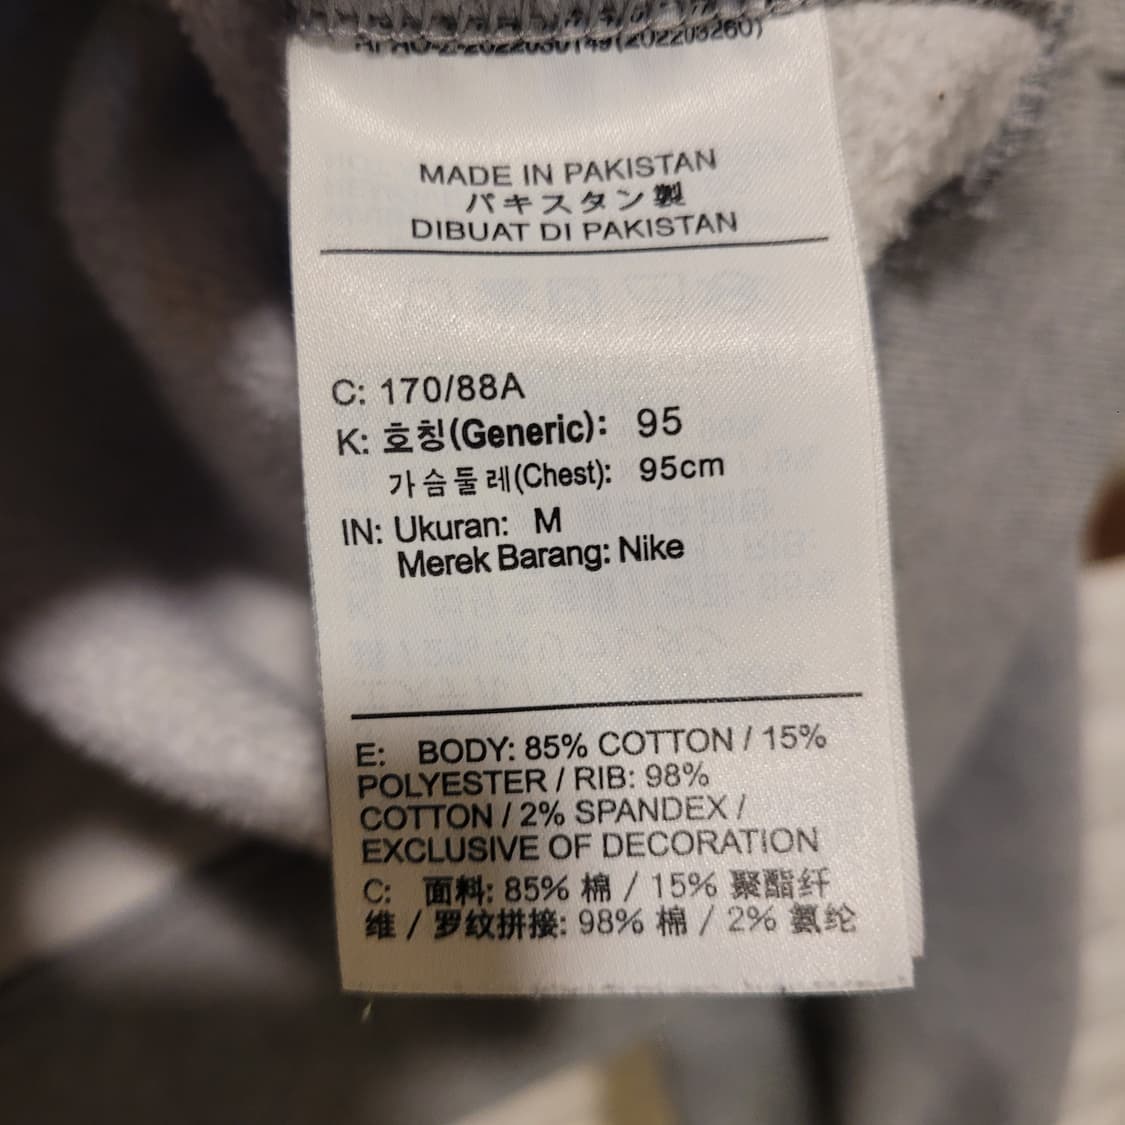 (202203260)
MADE IN PAKISTAN
パキスタン製
DIBUAT DI PAKISTAN
C: 170/88A
K: 호칭(Generic): 95
가슴둘레(Chest): 95cm
IN: Ukuran: M
Merek Barang: Nike
E: BODY: 85% COTTON / 15%
POLYESTER / RIB: 98%
COTTON / 2% SPANDEX /
EXCLUSIVE OF DECORATION
C: 面料: 85% 棉 / 15% 聚酯纤
维 / 罗纹拼接: 98% 棉 / 2% 氨纶